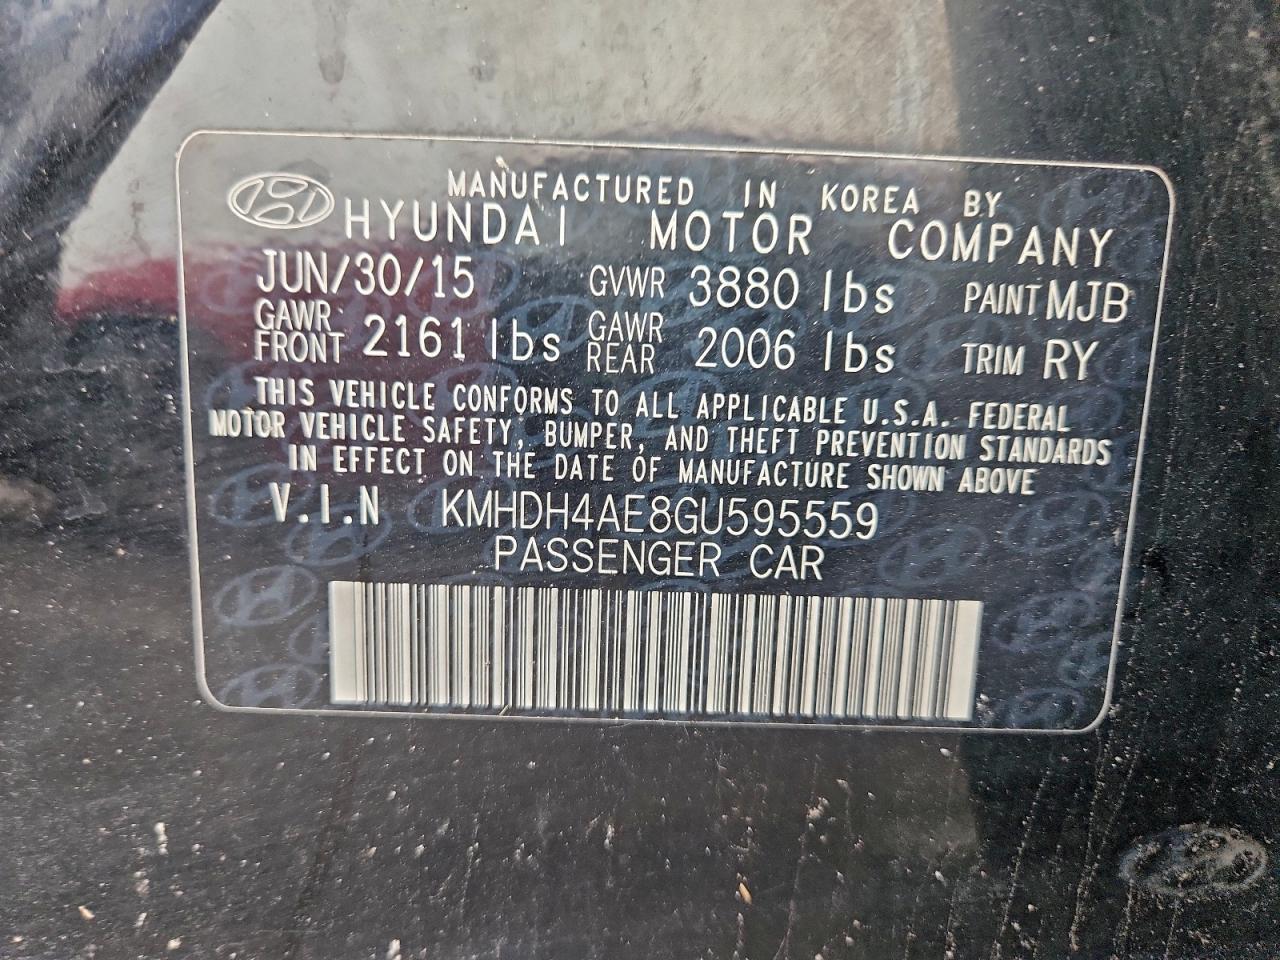 MANUFACTURED IN KOREA BY
HYUNDAI MOTOR COMPANY
JUN/30/15 GVWR 3880 lbs PAINT MJB
GAWR FRONT 2161 lbs GAWR REAR 2006 lbs TRIM RY
THIS VEHICLE CONFORMS TO ALL APPLICABLE U.S.A. FEDERAL
MOTOR VEHICLE SAFETY, BUMPER, AND THEFT PREVENTION STANDARDS
IN EFFECT ON THE DATE OF MANUFACTURE SHOWN ABOVE
V.I.N KMHDH4AE8GU595559
PASSENGER CAR